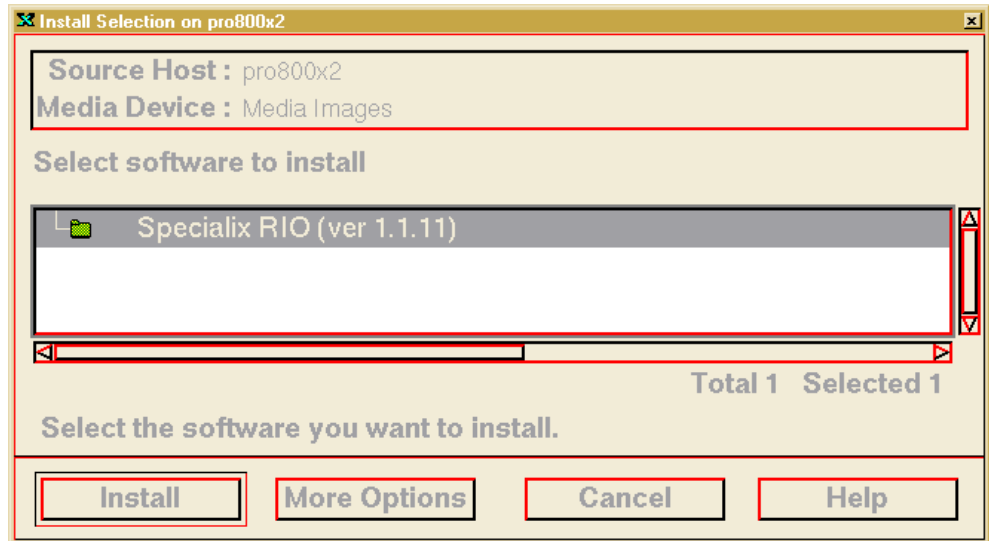 Install Selection on pro800x2
Source Host : pro800x2
Media Device : Media Images
Select software to install
Specialix RIO (ver 1.1.11)
Total 1 Selected 1
Select the software you want to install.
Install More Options Cancel Help